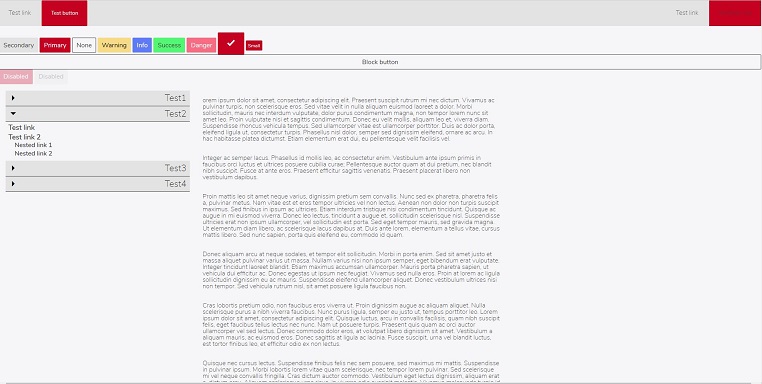 Test link
Test button
Test link
Secondary
Primary
None
Warning
Info
Success
Danger
Small
Block button
Disabled
Disabled
Test1
Test2
Test link
Test link 2
Nested link 1
Nested link 2
Test3
Test4
orem ipsum dolor sit amet, consectetur adipiscing elit. Praesent suscipit rutrum mi nec dictum. Vivamus ac
pulvinar turpis, non scelerisque eros. Sed vitae velit in nulla aliquam euismod laoreet a dolor. Morbi
sollicitudin, mauris nec interdum vulputate, dolor purus condimentum magna, non tempor lorem nunc sit
amet leo. Proin vulputate nisi et sagittis condimentum. Donec eu velit mollis, aliquam leo et, viverra diam.
Suspendisse rhoncus vehicula tempus. Sed ullamcorper vitae est ullamcorper porttitor. Duis ac dolor porta,
eleifend ligula ut, consectetur turpis. Phasellus nisl dolor, semper sed dignissim eleifend, ornare ac arcu. In
hac habitasse platea dictumst. Etiam elementum erat dui, eu pellentesque velit facilisis vel.
Integer ac semper lacus. Phasellus id mollis leo, ac consectetur enim. Vestibulum ante ipsum primis in
faucibus orci luctus et ultrices posuere cubilia curae; Pellentesque auctor quam at dui pretium, nec blandit
nibh suscipit. Fusce at ante eros. Praesent efficitur sagittis venenatis. Praesent placerat libero non
vestibulum dapibus.
Proin mattis leo sit amet neque varius, dignissim pretium sem convallis. Nunc sed ex pharetra, pharetra felis
a, pulvinar metus. Nam vitae est et eros tempor ultricies vel non lectus. Aenean non dolor non turpis suscipit
maximus. Sed finibus in ipsum ac ultricies. Etiam interdum tristique nisi condimentum tincidunt. Quisque ac
augue in mi euismod viverra. Donec leo lectus, tincidunt a augue et, sollicitudin scelerisque nisl. Suspendisse
ultricies erat non ipsum ullamcorper, vel sollicitudin est porta. Sed eget tempor mauris, sed gravida magna.
Ut elementum diam libero, ac scelerisque lacus dapibus at. Duis ante lorem, elementum a tellus vitae, cursus
mattis libero. Sed nunc sapien, porta quis eleifend eu, commodo id quam.
Donec aliquam arcu at neque sodales, et tempor elit sollicitudin. Morbi in porta enim. Sed sit amet justo et
massa aliquet pulvinar varius ut massa. Nullam varius nisi non ipsum semper, eget bibendum erat vulputate.
Integer tincidunt laoreet blandit. Etiam maximus accumsan ullamcorper. Mauris porta pharetra sapien, ut
vehicula dui efficitur ac. Donec egestas ut ipsum nec feugiat. Vivamus sed nulla eros. Proin at lorem ac ligula
sollicitudin dignissim eu ac mauris. Suspendisse eleifend ullamcorper aliquet. Donec vestibulum ultrices nisi
non tempor. Sed vehicula rutrum nisl, sit amet posuere ligula faucibus non.
Cras lobortis pretium odio, non faucibus eros viverra ut. Proin dignissim augue ac aliquam aliquet. Nulla
scelerisque purus a nibh viverra faucibus. Nunc purus ligula, semper eu justo ut, tempus porttitor leo. Lorem
ipsum dolor sit amet, consectetur adipiscing elit. Quisque luctus, arcu in convallis facilisis, quam nibh suscipit
felis, eget faucibus tellus lectus nec nunc. Nam ut posuere turpis. Praesent quis quam ac orci auctor
ullamcorper vel sed lectus. Donec commodo dolor eros, at volutpat libero dignissim sit amet. Vestibulum a
aliquam mauris, ac euismod eros. Donec sagittis at ligula ac lacinia. Fusce suscipit, urna vel blandit luctus,
est tortor finibus leo, et efficitur odio ex non lectus.
Quisque nec cursus lectus. Suspendisse finibus felis nec sem posuere, sed maximus mi mattis. Suspendisse
in pulvinar ipsum. Morbi lobortis lorem vitae quam scelerisque, nec tempor lorem pulvinar. Sed scelerisque
mi vel neque convallis fringilla. Cras dictum auctor commodo. Vestibulum eget lectus dignissim, aliquam erat